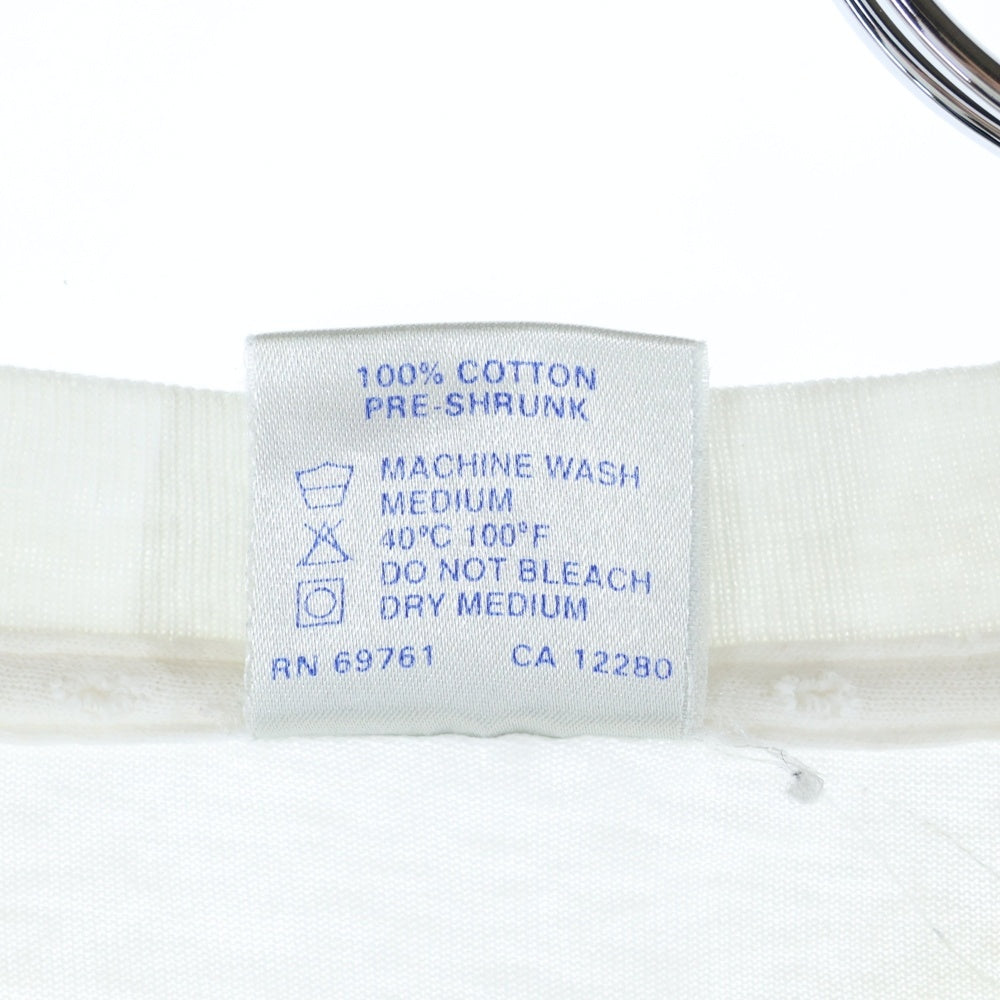 100% COTTON
PRE-SHRUNK
MACHINE WASH
MEDIUM
40°C 100°F
DO NOT BLEACH
DRY MEDIUM
RN 69761 CA 12280